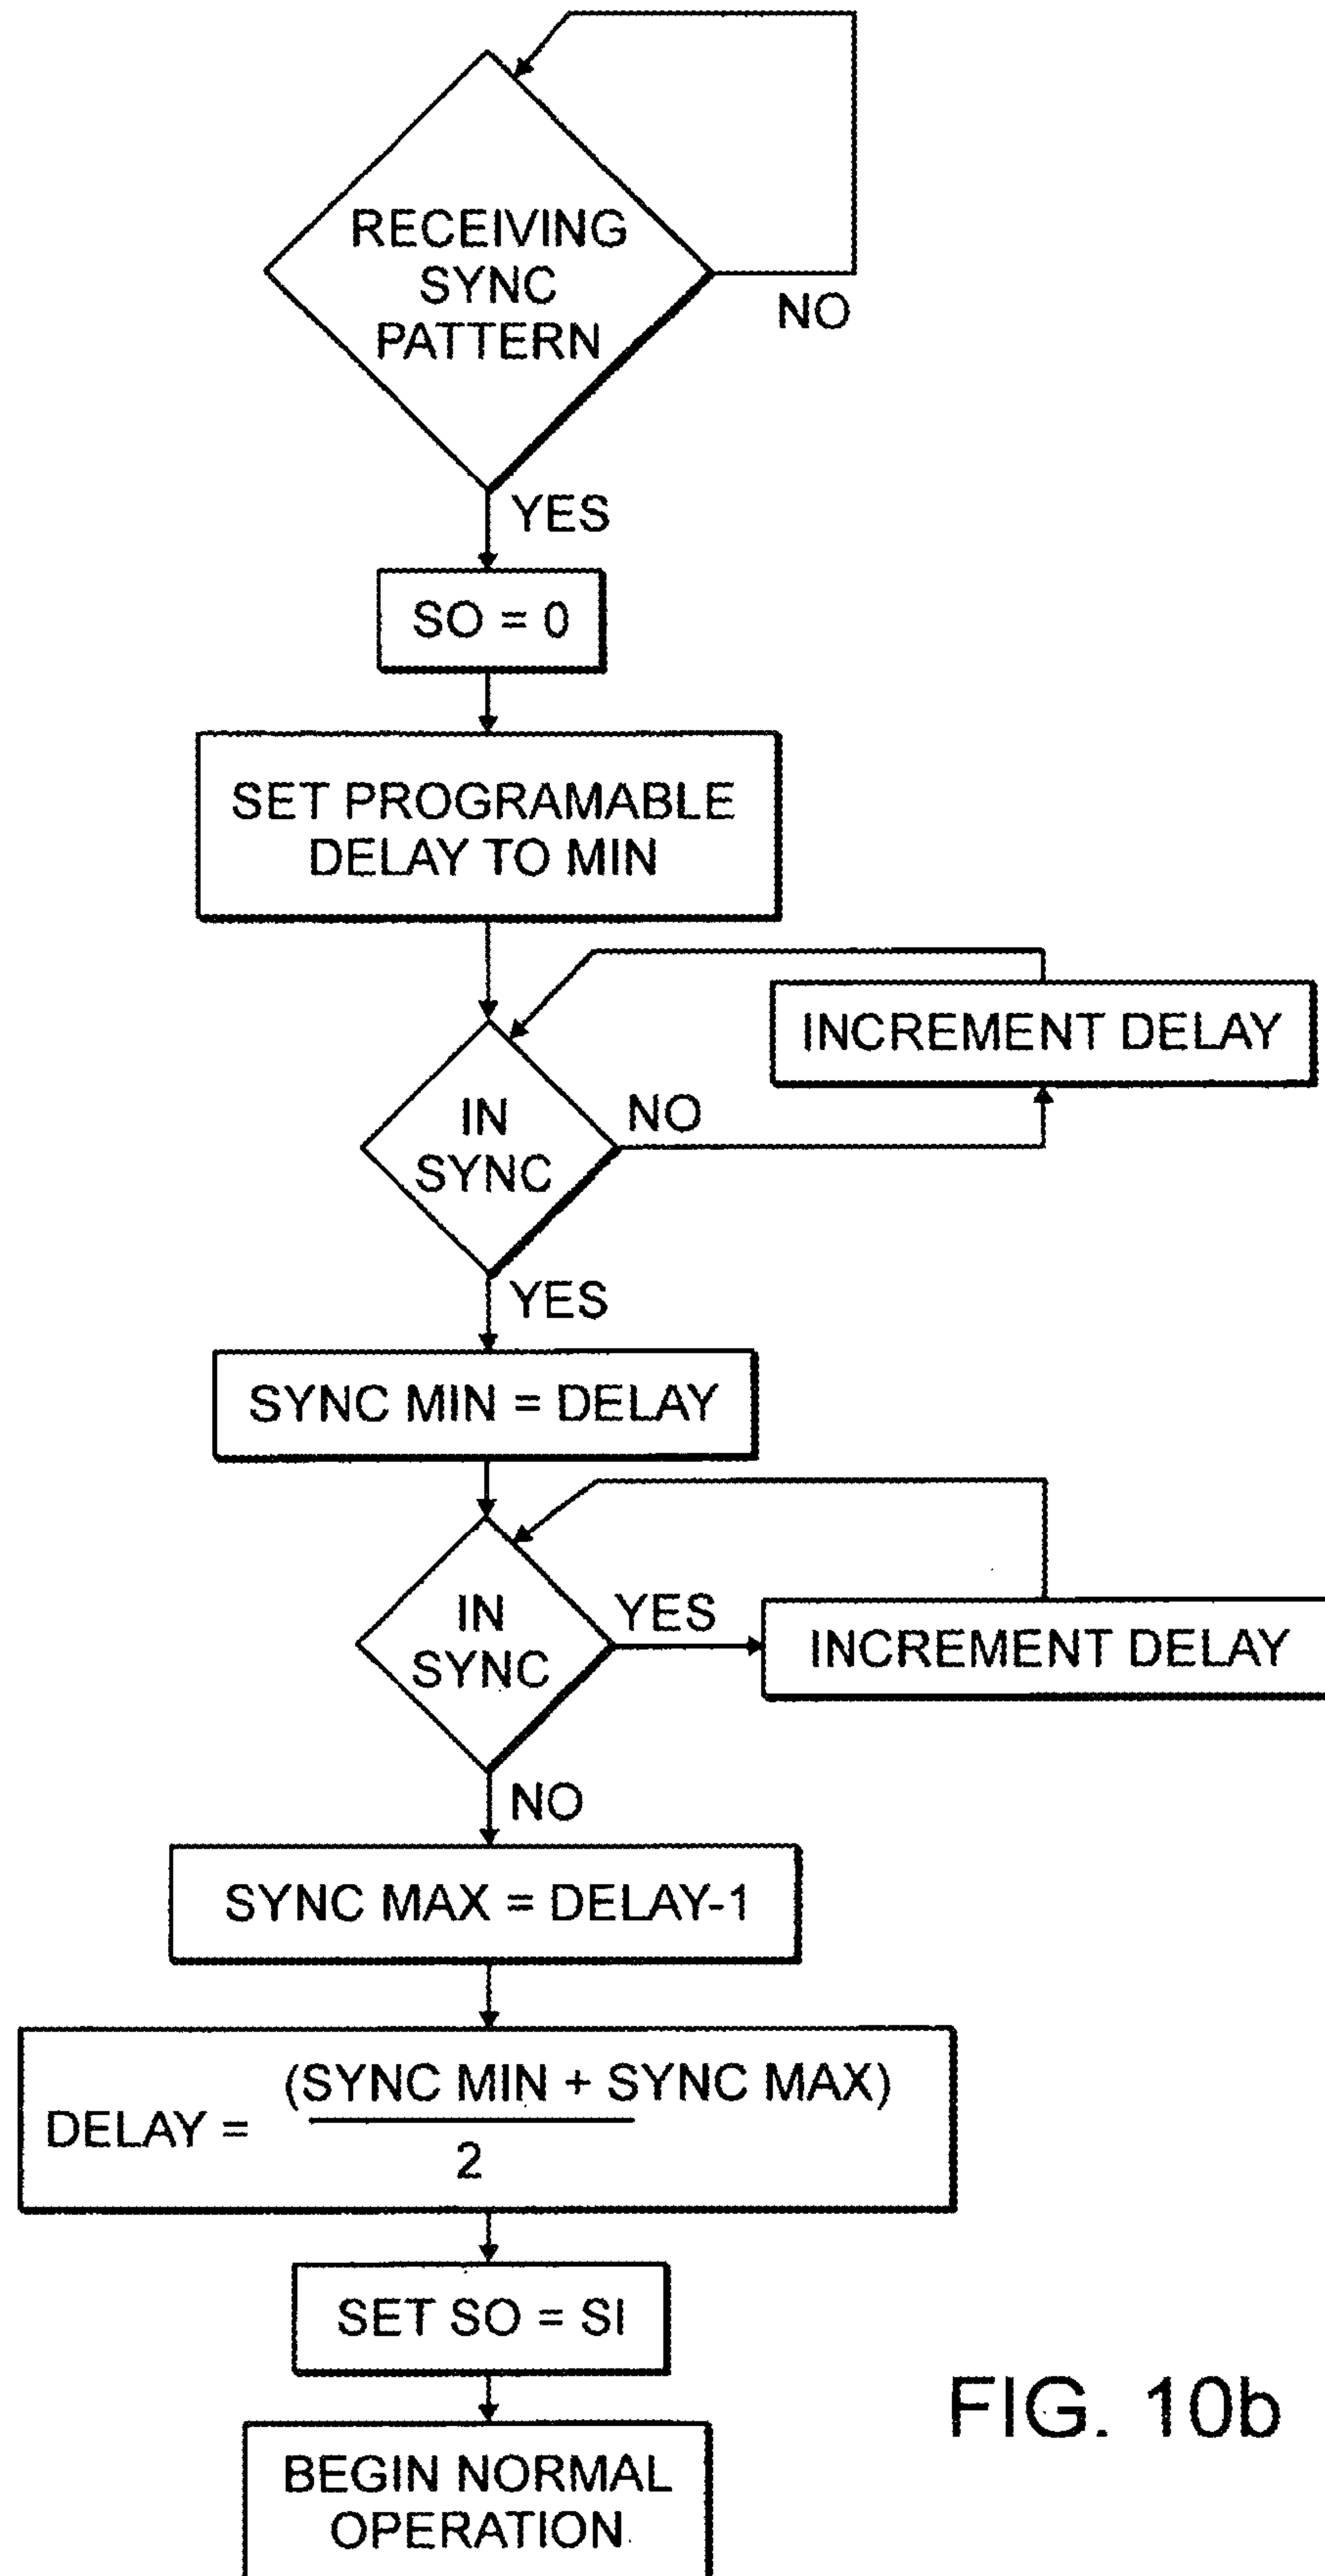 RECEIVING
SYNC
PATTERN
NO
YES
SO = 0
SET PROGRAMABLE
DELAY TO MIN
INCREMENT DELAY
IN
SYNC
NO
YES
SYNC MIN = DELAY
IN
SYNC
YES
INCREMENT DELAY
NO
SYNC MAX = DELAY-1
(SYNC MIN + SYNC MAX)
DELAY =
2
SET SO = SI
BEGIN NORMAL
OPERATION
FIG. 10b